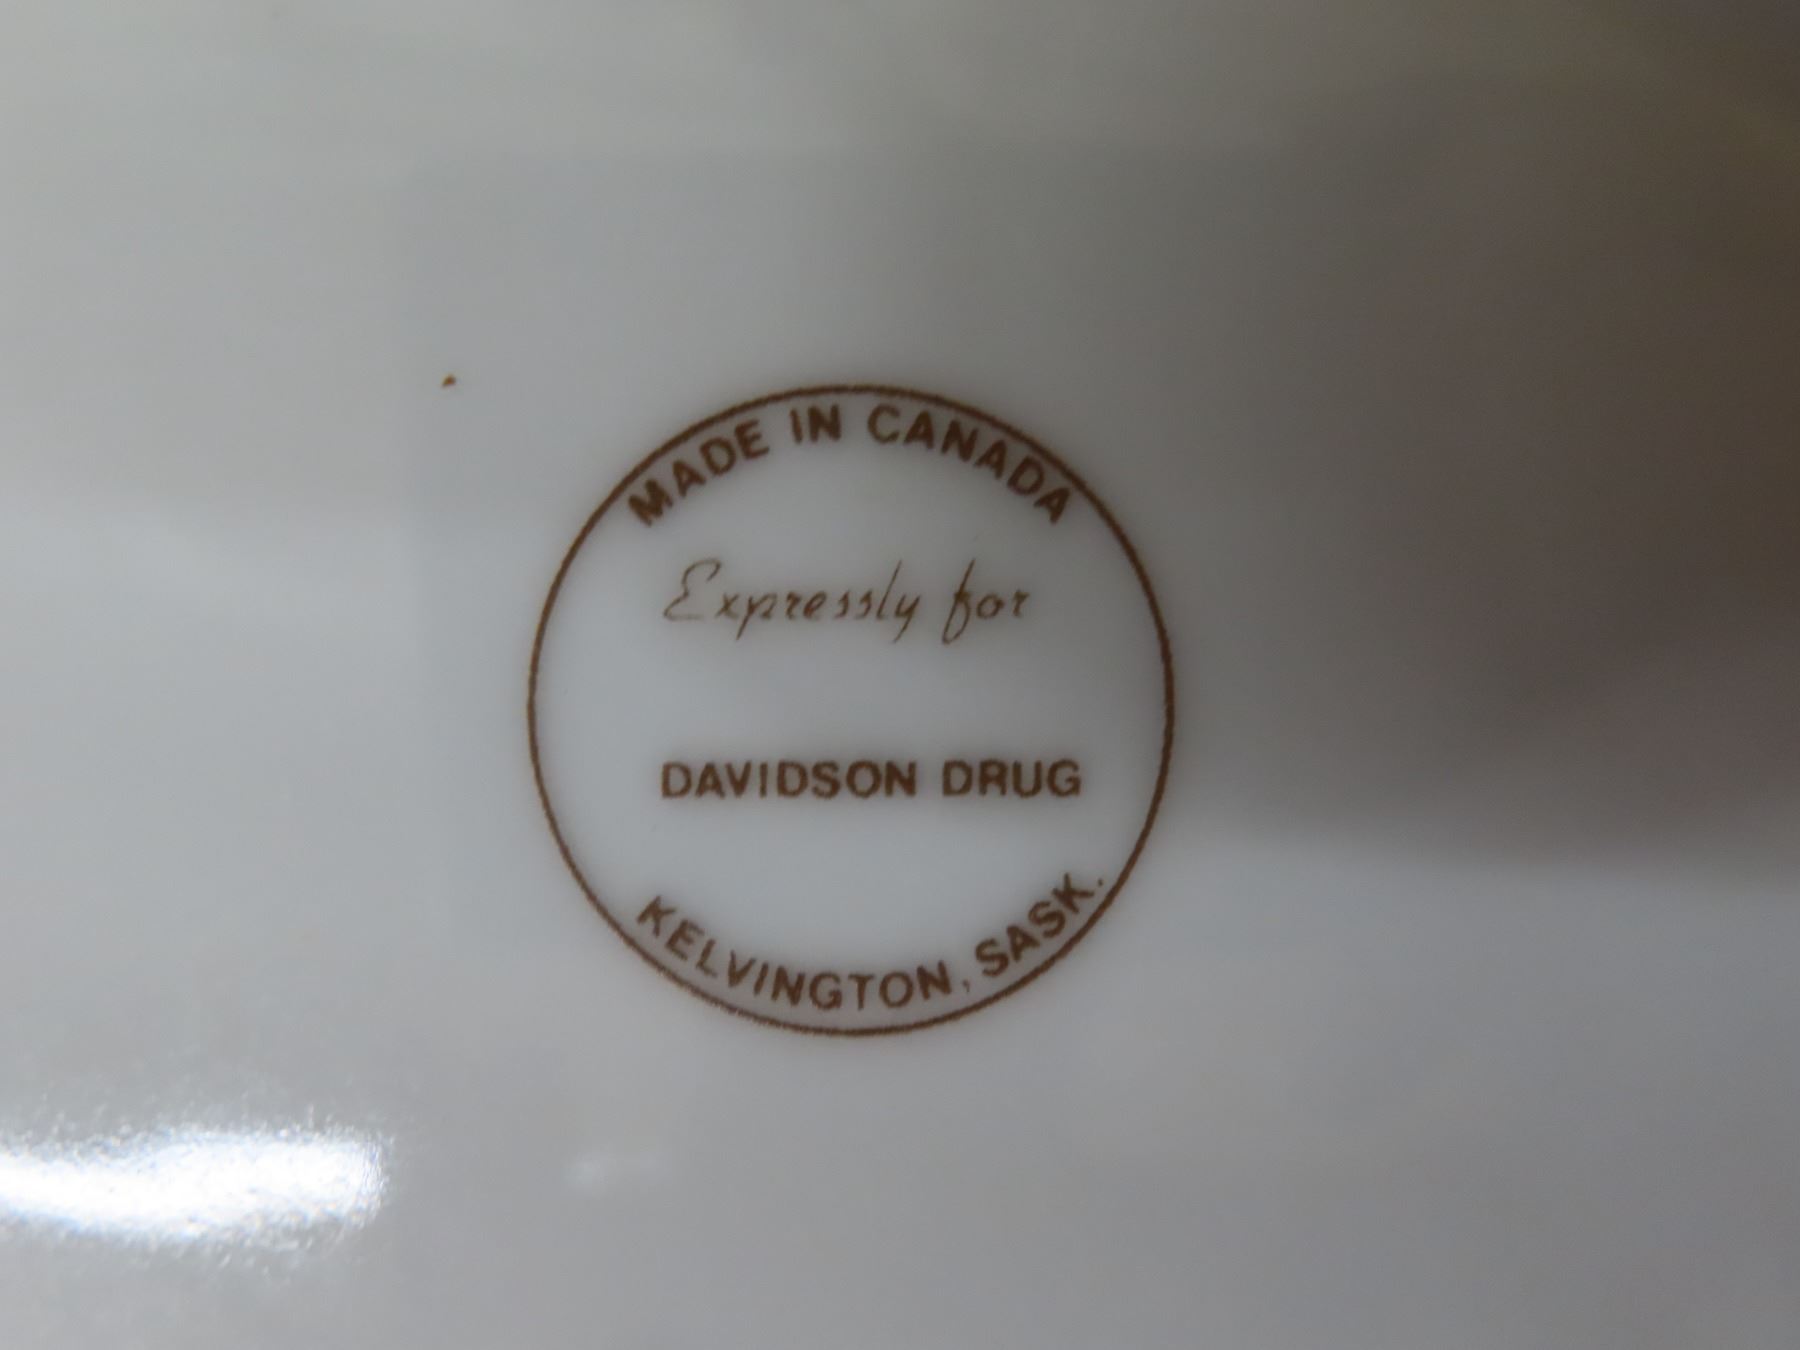 MADE IN CANADA
Expressly for
DAVIDSON DRUG
KELVINGTON, SASK.